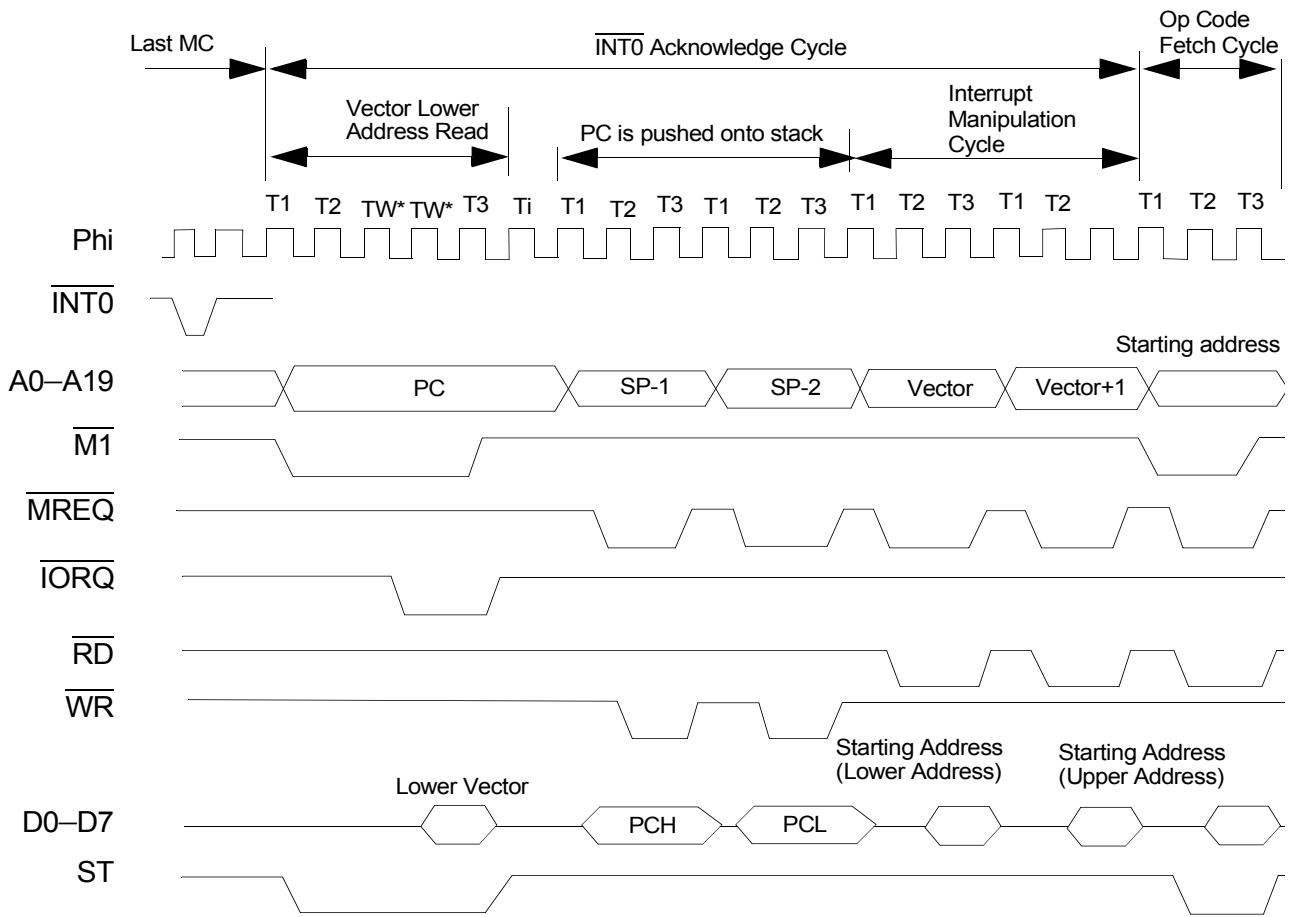 Last MC
INT0 Acknowledge Cycle
Op Code
Fetch Cycle
Vector Lower
Address Read
PC is pushed onto stack
Interrupt
Manipulation
Cycle
T1 T2 TW* TW* T3 Ti T1 T2 T3 T1 T2 T3 T1 T2 T3 T1 T2 T1 T2 T3
Phi
INT0
Starting address
A0–A19 PC SP-1 SP-2 Vector Vector+1
M1
MREQ
IORQ
RD
WR
Starting Address
(Lower Address)
Starting Address
(Upper Address)
Lower Vector
D0–D7 PCH PCL
ST